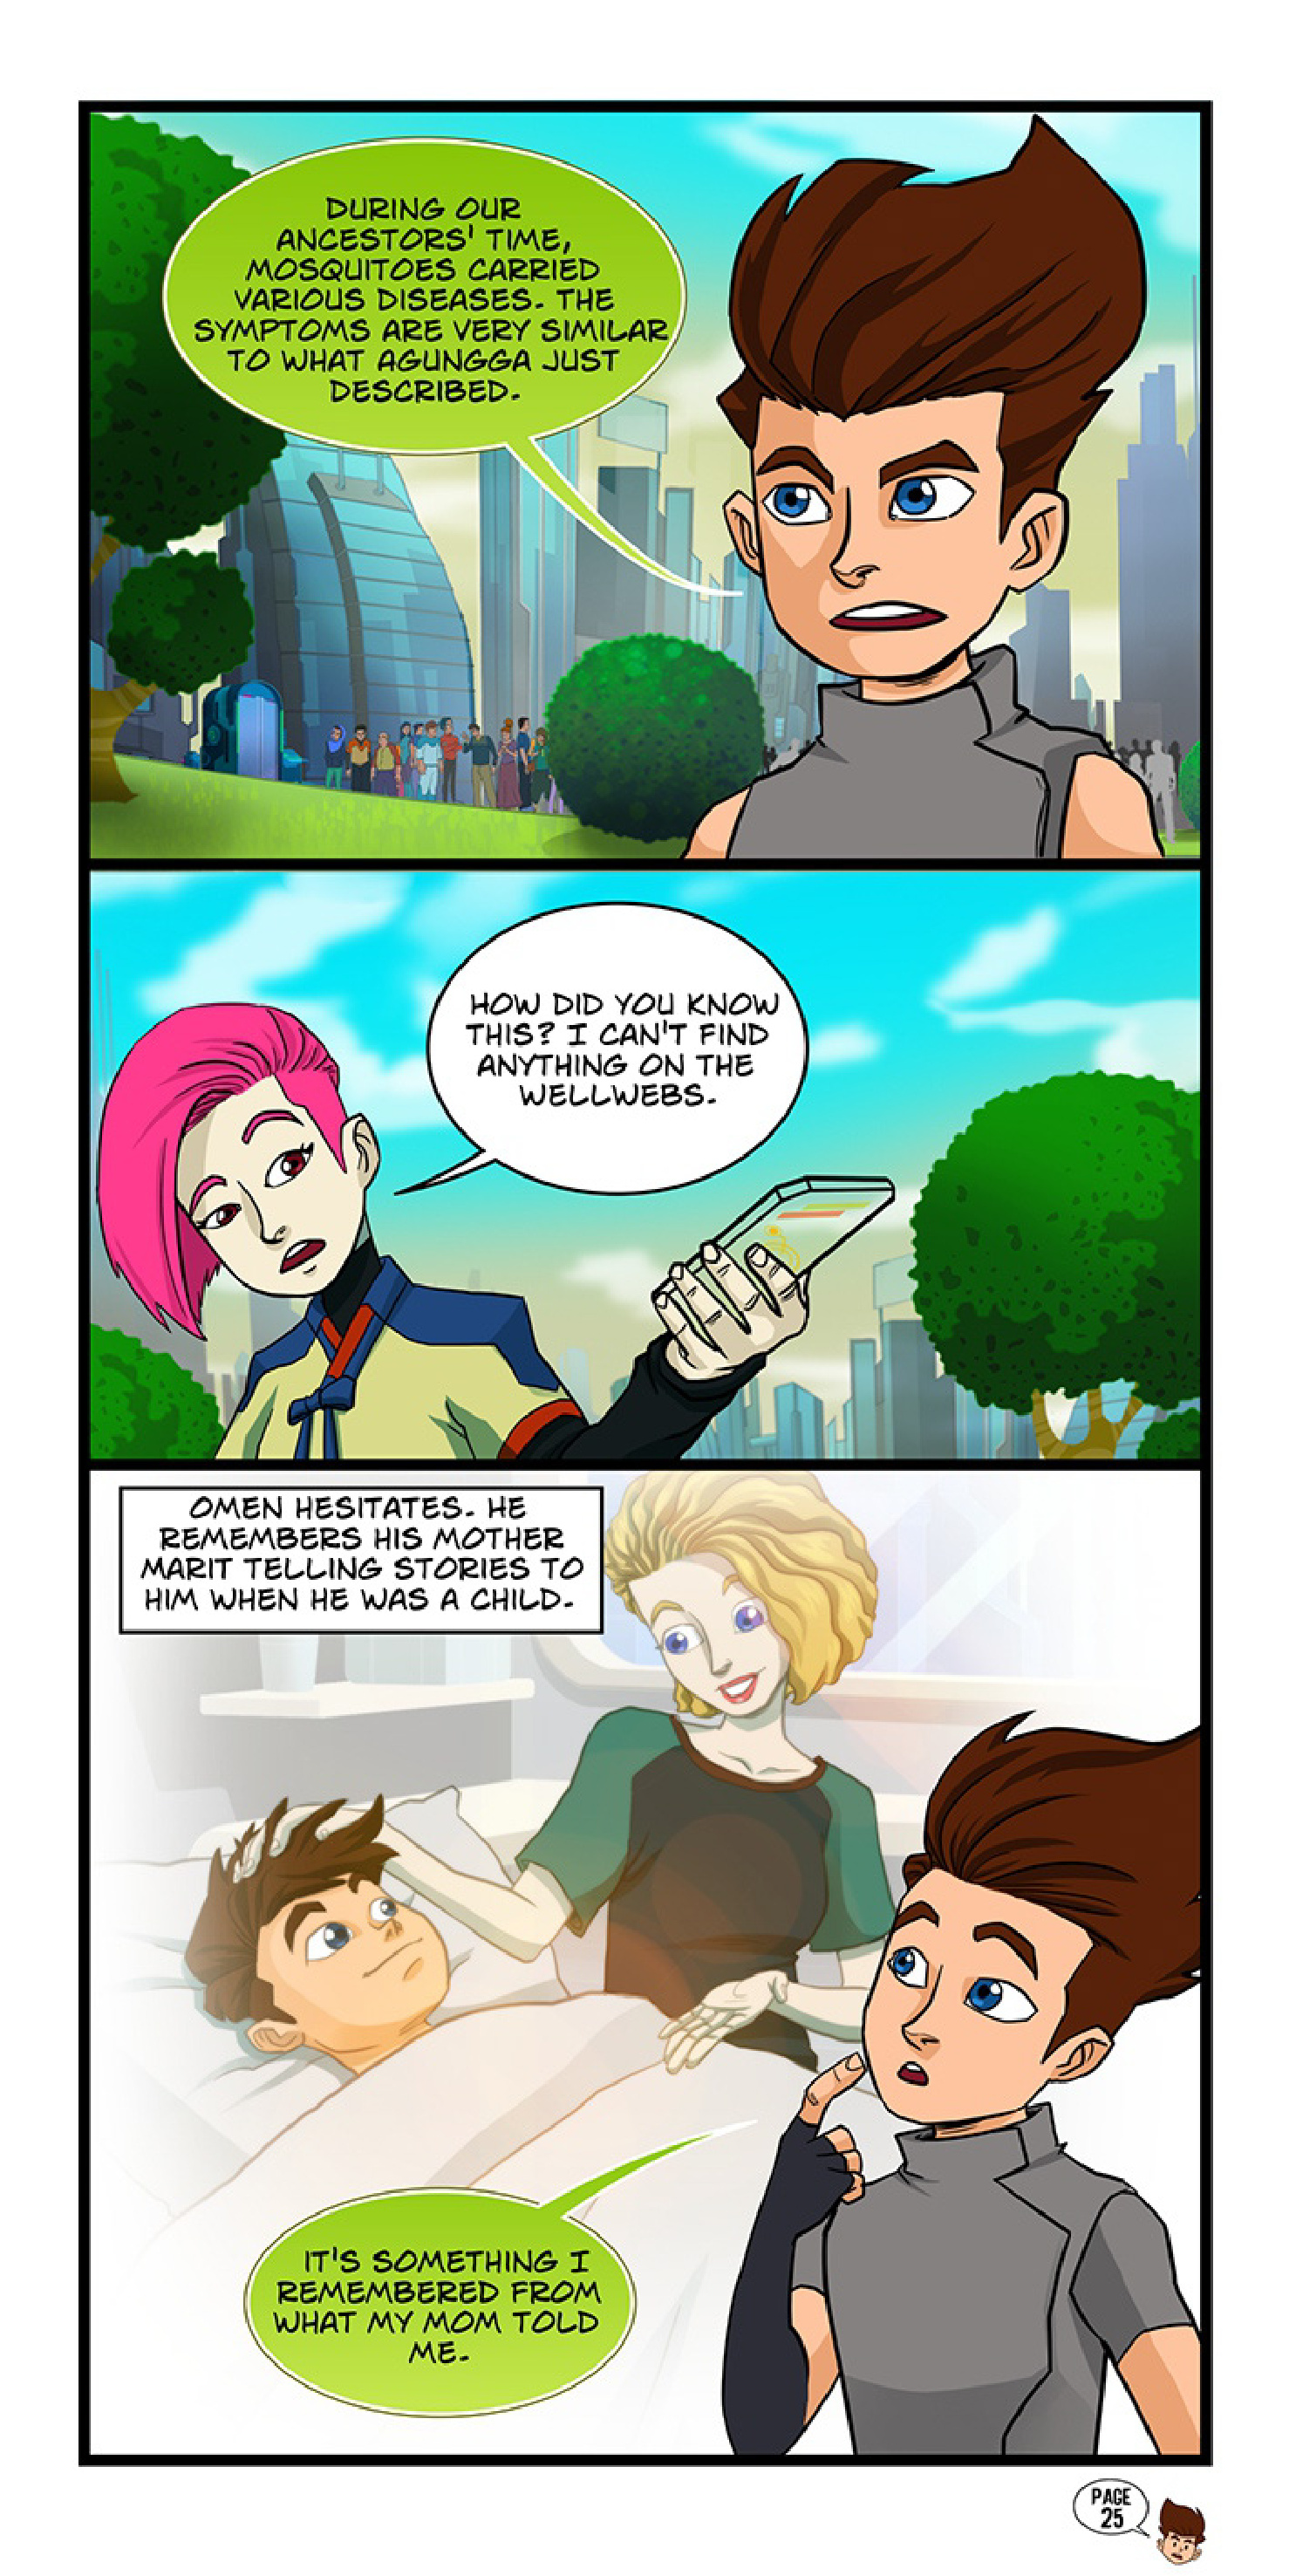 DURING OUR
ANCESTORS' TIME,
MOSQUITOES CARRIED
VARIOUS DISEASES. THE
SYMPTOMS ARE VERY SIMILAR
TO WHAT AGUNGGA JUST
DESCRIBED.
HOW DID YOU KNOW
THIS? I CAN'T FIND
ANYTHING ON THE
WELLWEBS.
OMEN HESITATES. HE
REMEMBERS HIS MOTHER
MARIT TELLING STORIES TO
HIM WHEN HE WAS A CHILD.
IT'S SOMETHING I
REMEMBERED FROM
WHAT MY MOM TOLD
ME.
PAGE
25